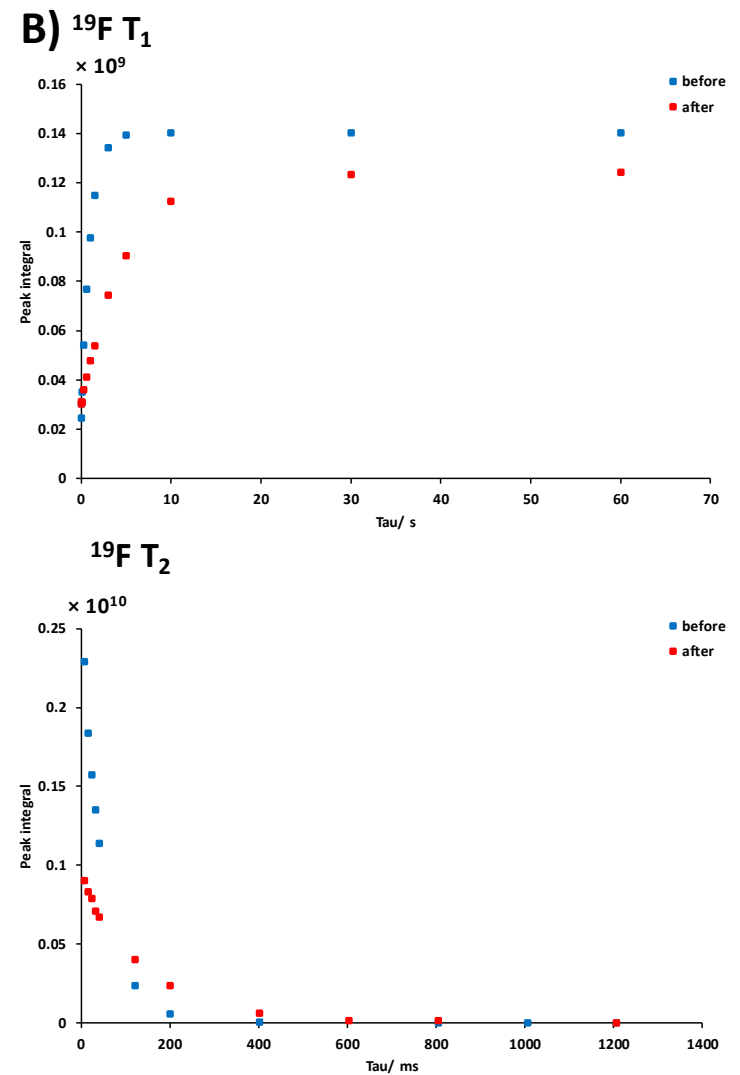 B) ¹⁹F T₁
× 10⁹
0.16
0.14
0.12
0.1
0.08
0.06
0.04
0.02
0
Peak integral
before
after
0 10 20 30 40 50 60 70
Tau/ s
¹⁹F T₂
× 10¹⁰
0.25
0.2
0.15
0.1
0.05
0
Peak integral
before
after
0 200 400 600 800 1000 1200 1400
Tau/ ms